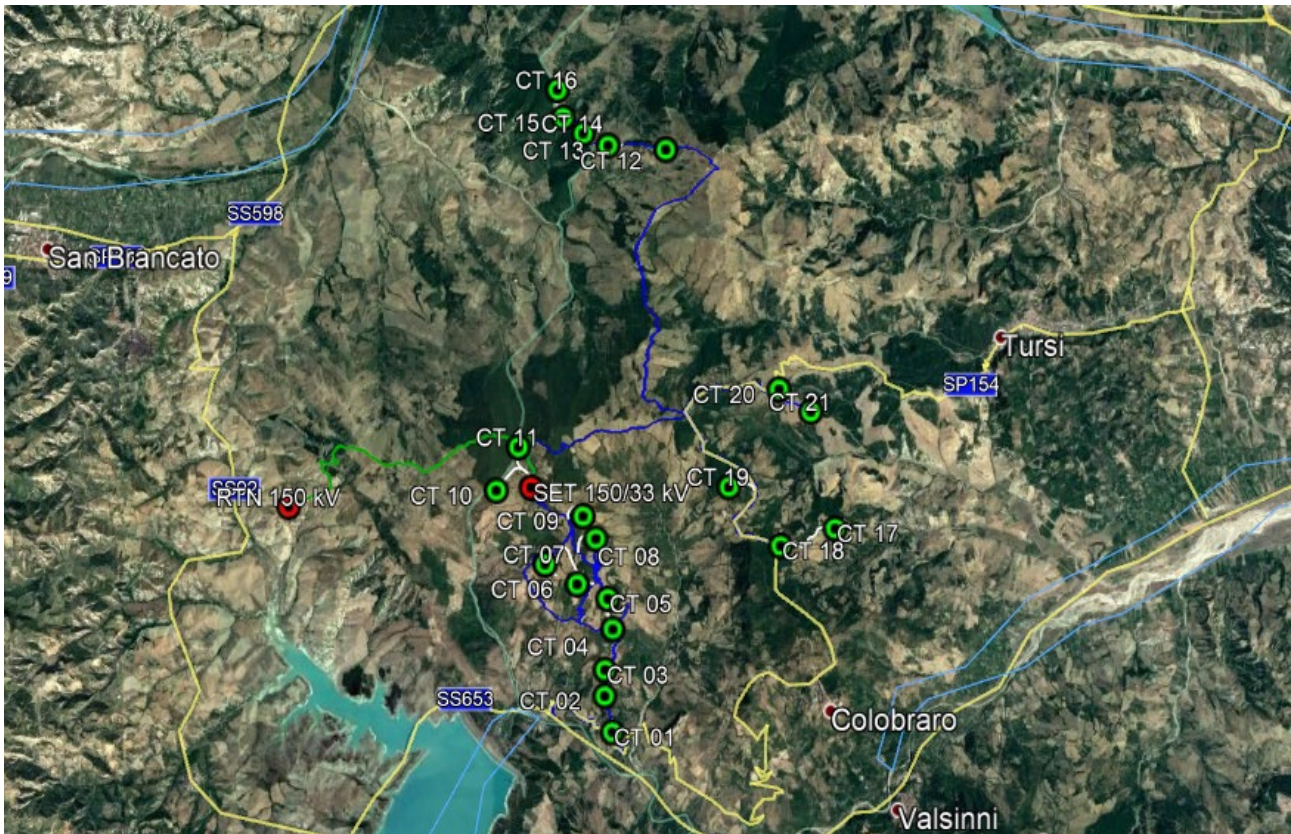 CT 16
CT 15
CT 14
CT 13
CT 12
SS598
San Brancato
9
Tursi
SP154
CT 20
CT 21
CT 11
CT 10
SET 150/33 kV
RTN 150 kV
CT 19
CT 09
CT 17
CT 18
CT 08
CT 07
CT 06
CT 05
CT 04
CT 03
CT 02
SS653
CT 01
Colobraro
Valsinni